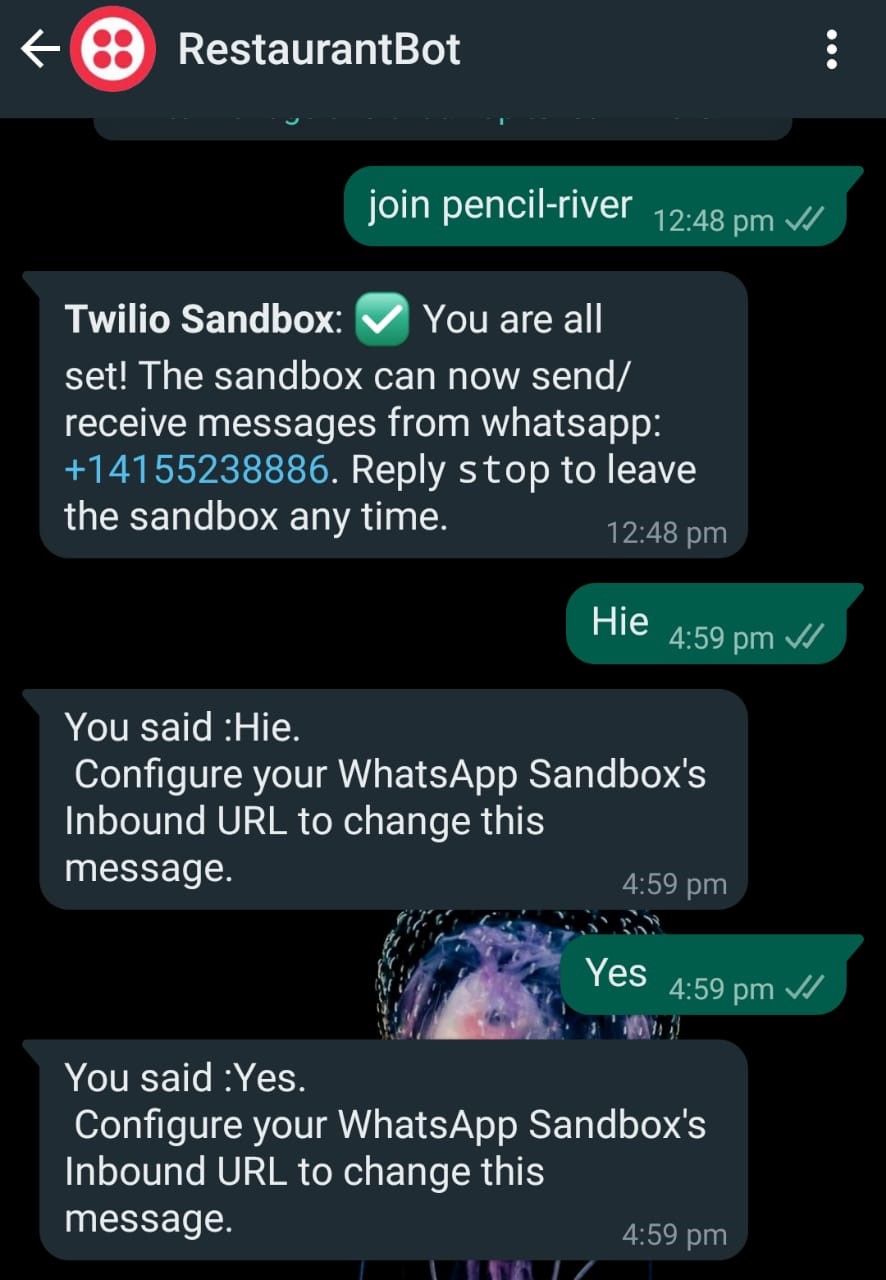 RestaurantBot
join pencil-river 12:48 pm
Twilio Sandbox: ✅ You are all
set! The sandbox can now send/
receive messages from whatsapp:
+14155238886. Reply stop to leave
the sandbox any time.
12:48 pm
Hie 4:59 pm
You said :Hie.
Configure your WhatsApp Sandbox's
Inbound URL to change this
message.
4:59 pm
Yes 4:59 pm
You said :Yes.
Configure your WhatsApp Sandbox's
Inbound URL to change this
message.
4:59 pm